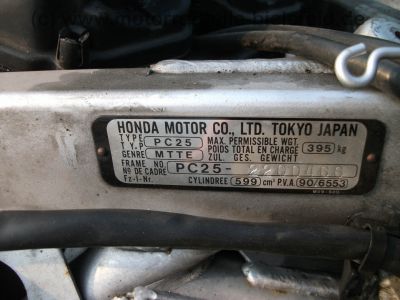 HONDA MOTOR CO., LTD. TOKYO JAPAN
TYPE
T.Y.P PC25
MAX. PERMISSIBLE WGT.
POIDS TOTAL EN CHARGE 395 kg
GENRE MTTE
ZUL. GES. GEWICHT
FRAME NO.
Nº DE CADRE PC25-
Fz-I-Nr.
CYLINDREE 599 cm³ P.V.A 90/6553